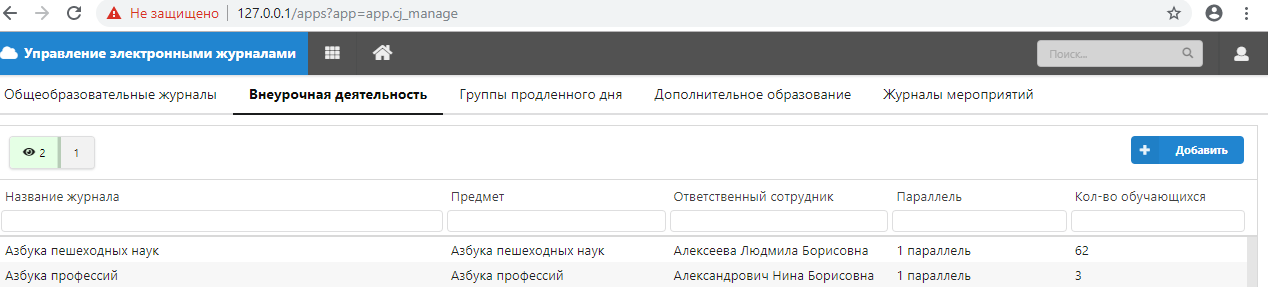 Не защищено 127.0.0.1/apps?app=app.cj_manage
Управление электронными журналами Поиск...
Общеобразовательные журналы Внеурочная деятельность Группы продленного дня Дополнительное образование Журналы мероприятий
2 1 Добавить
Название журнала Предмет Ответственный сотрудник Параллель Кол-во обучающихся
Азбука пешеходных наук Азбука пешеходных наук Алексеева Людмила Борисовна 1 параллель 62
Азбука профессий Азбука профессий Александрович Нина Борисовна 1 параллель 3